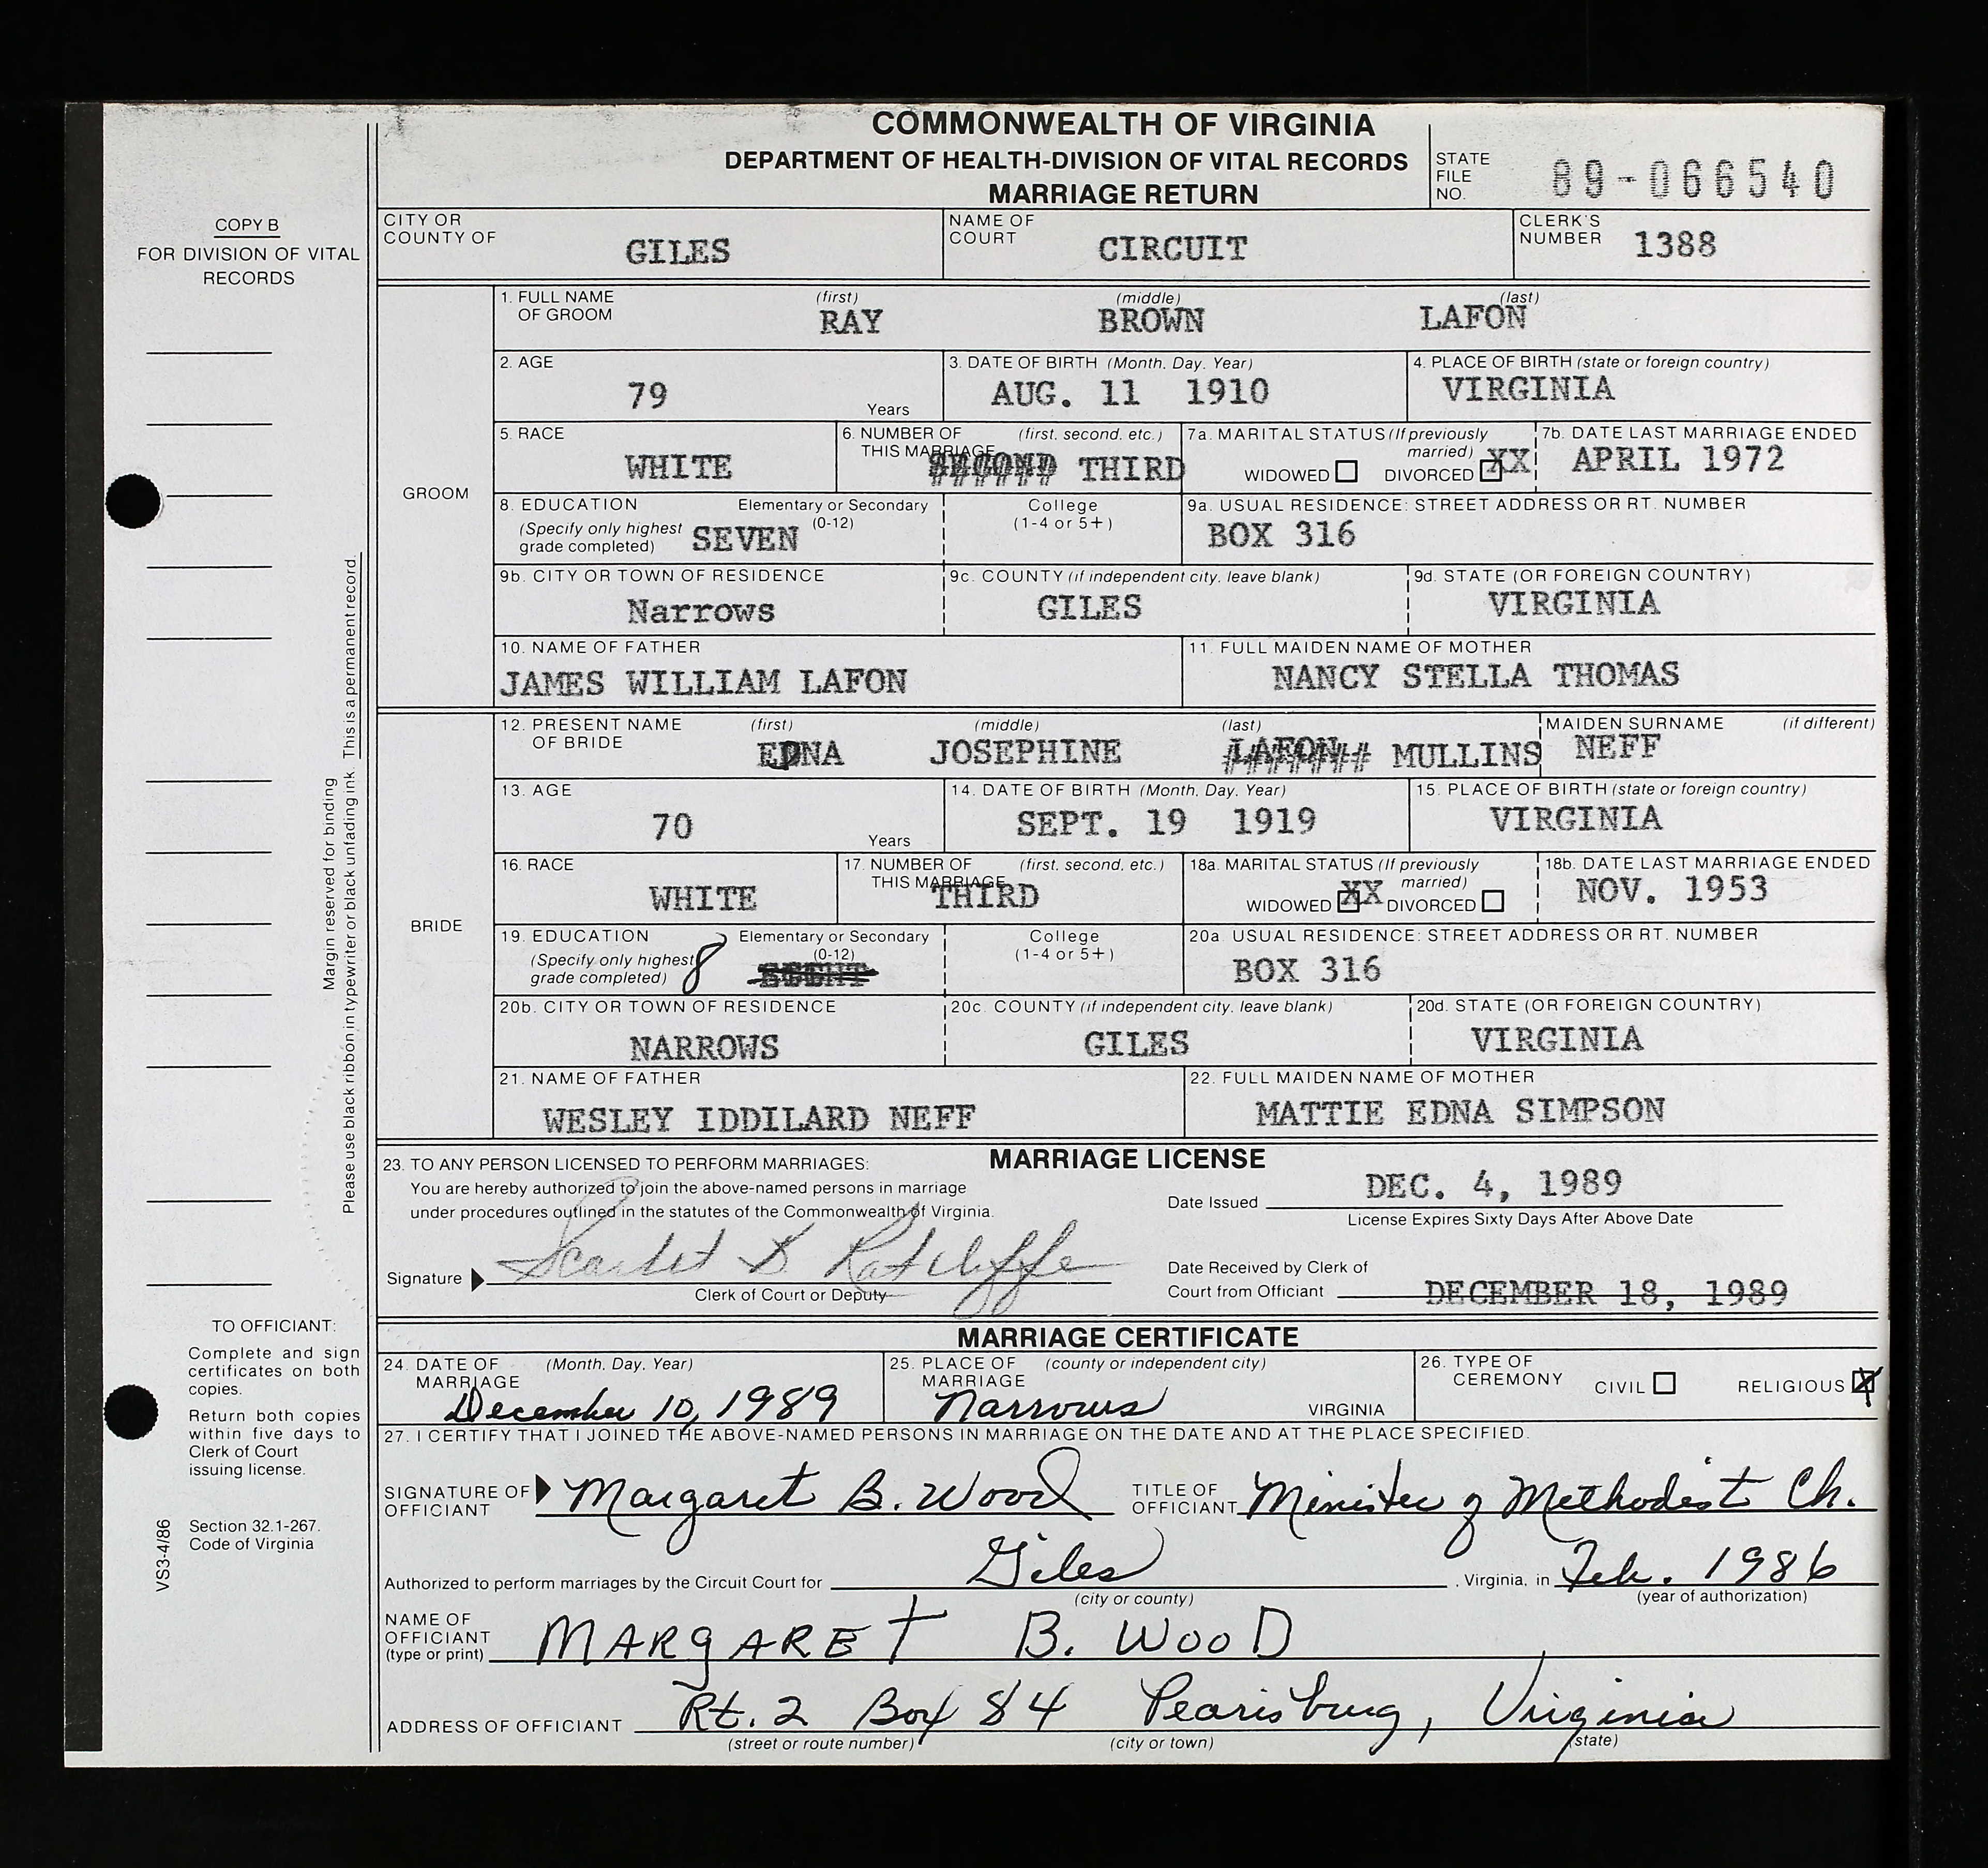 COMMONWEALTH OF VIRGINIA
DEPARTMENT OF HEALTH-DIVISION OF VITAL RECORDS
MARRIAGE RETURN
STATE FILE NO. 89-066540
COPY B
FOR DIVISION OF VITAL RECORDS
CITY OR COUNTY OF GILES NAME OF COURT CIRCUIT CLERK'S NUMBER 1388
GROOM
1. FULL NAME OF GROOM (first) RAY (middle) BROWN (last) LAFON
2. AGE 79 Years 3. DATE OF BIRTH (Month, Day, Year) AUG. 11 1910 4. PLACE OF BIRTH (state or foreign country) VIRGINIA
5. RACE WHITE 6. NUMBER OF THIS MARRIAGE (first, second, etc.) SECOND THIRD 7a. MARITAL STATUS (If previously married) WIDOWED DIVORCED XX 7b. DATE LAST MARRIAGE ENDED APRIL 1972
8. EDUCATION (Specify only highest grade completed) Elementary or Secondary (0-12) SEVEN College (1-4 or 5+) 9a. USUAL RESIDENCE: STREET ADDRESS OR RT. NUMBER BOX 316
9b. CITY OR TOWN OF RESIDENCE Narrows 9c. COUNTY (if independent city, leave blank) GILES 9d. STATE (OR FOREIGN COUNTRY) VIRGINIA
10. NAME OF FATHER JAMES WILLIAM LAFON 11. FULL MAIDEN NAME OF MOTHER NANCY STELLA THOMAS
BRIDE
12. PRESENT NAME OF BRIDE (first) EDNA (middle) JOSEPHINE (last) LAFON MULLINS MAIDEN SURNAME (if different) NEFF
13. AGE 70 Years 14. DATE OF BIRTH (Month, Day, Year) SEPT. 19 1919 15. PLACE OF BIRTH (state or foreign country) VIRGINIA
16. RACE WHITE 17. NUMBER OF THIS MARRIAGE (first, second, etc.) THIRD 18a. MARITAL STATUS (If previously married) WIDOWED XX DIVORCED 18b. DATE LAST MARRIAGE ENDED NOV. 1953
19. EDUCATION (Specify only highest grade completed) 8 Elementary or Secondary (0-12) College (1-4 or 5+) 20a. USUAL RESIDENCE: STREET ADDRESS OR RT. NUMBER BOX 316
20b. CITY OR TOWN OF RESIDENCE NARROWS 20c. COUNTY (if independent city, leave blank) GILES 20d. STATE (OR FOREIGN COUNTRY) VIRGINIA
21. NAME OF FATHER WESLEY IDDILARD NEFF 22. FULL MAIDEN NAME OF MOTHER MATTIE EDNA SIMPSON
MARRIAGE LICENSE
23. TO ANY PERSON LICENSED TO PERFORM MARRIAGES:
You are hereby authorized to join the above-named persons in marriage
under procedures outlined in the statutes of the Commonwealth of Virginia.
Date Issued DEC. 4, 1989
License Expires Sixty Days After Above Date
Signature Scarlet S Ratcliffe
Clerk of Court or Deputy
Date Received by Clerk of Court from Officiant DECEMBER 18, 1989
MARRIAGE CERTIFICATE
24. DATE OF MARRIAGE (Month, Day, Year) December 10, 1989 25. PLACE OF MARRIAGE (county or independent city) Narrows VIRGINIA 26. TYPE OF CEREMONY CIVIL RELIGIOUS X
27. I CERTIFY THAT I JOINED THE ABOVE-NAMED PERSONS IN MARRIAGE ON THE DATE AND AT THE PLACE SPECIFIED.
SIGNATURE OF OFFICIANT Margaret B. Wood TITLE OF OFFICIANT Minister of Methodist Ch.
Authorized to perform marriages by the Circuit Court for Giles, Virginia, in Feb. 1986
(city or county) (year of authorization)
NAME OF OFFICIANT (type or print) MARGARET B. WOOD
ADDRESS OF OFFICIANT Rt. 2 Box 84 Pearisburg, Virginia
(street or route number) (city or town) (state)
Margin reserved for binding
Please use black ribbon in typewriter or black unfading ink. This is a permanent record.
TO OFFICIANT:
Complete and sign
certificates on both
copies.
Return both copies
within five days to
Clerk of Court
issuing license.
Section 32.1-267.
Code of Virginia
VS3-4/86